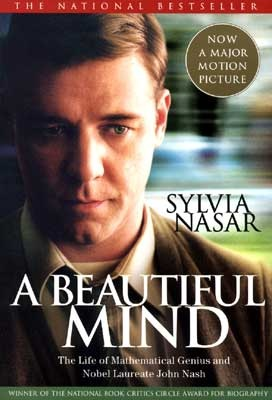 THE NATIONAL BESTSELLER
NOW
A MAJOR
MOTION
PICTURE
SYLVIA
NASAR
A BEAUTIFUL
MIND
The Life of Mathematical Genius and
Nobel Laureate John Nash
WINNER OF THE NATIONAL BOOK CRITICS CIRCLE AWARD FOR BIOGRAPHY